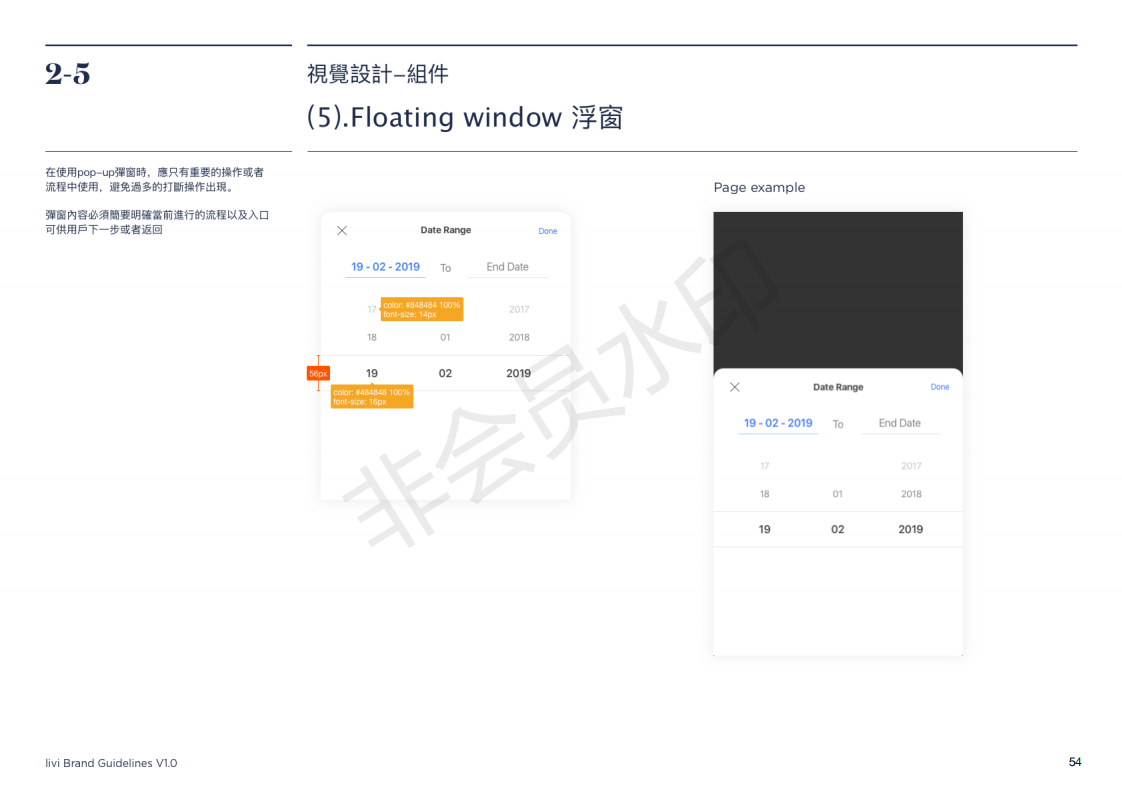 2-5
視覺設計–組件
(5).Floating window 浮窗
在使用pop–up彈窗時，應只有重要的操作或者
流程中使用，避免過多的打斷操作出現。
彈窗內容必須簡要明確當前進行的流程以及入口
可供用戶下一步或者返回
Date Range
Done
19 - 02 - 2019
To
End Date
17
color: #848484 100%
font-size: 14px
2017
18
01
2018
56px
19
02
2019
color: #484848 100%
font-size: 16px
Page example
Date Range
Done
19 - 02 - 2019
To
End Date
17
2017
18
01
2018
19
02
2019
非会员水印
livi Brand Guidelines V1.0
54